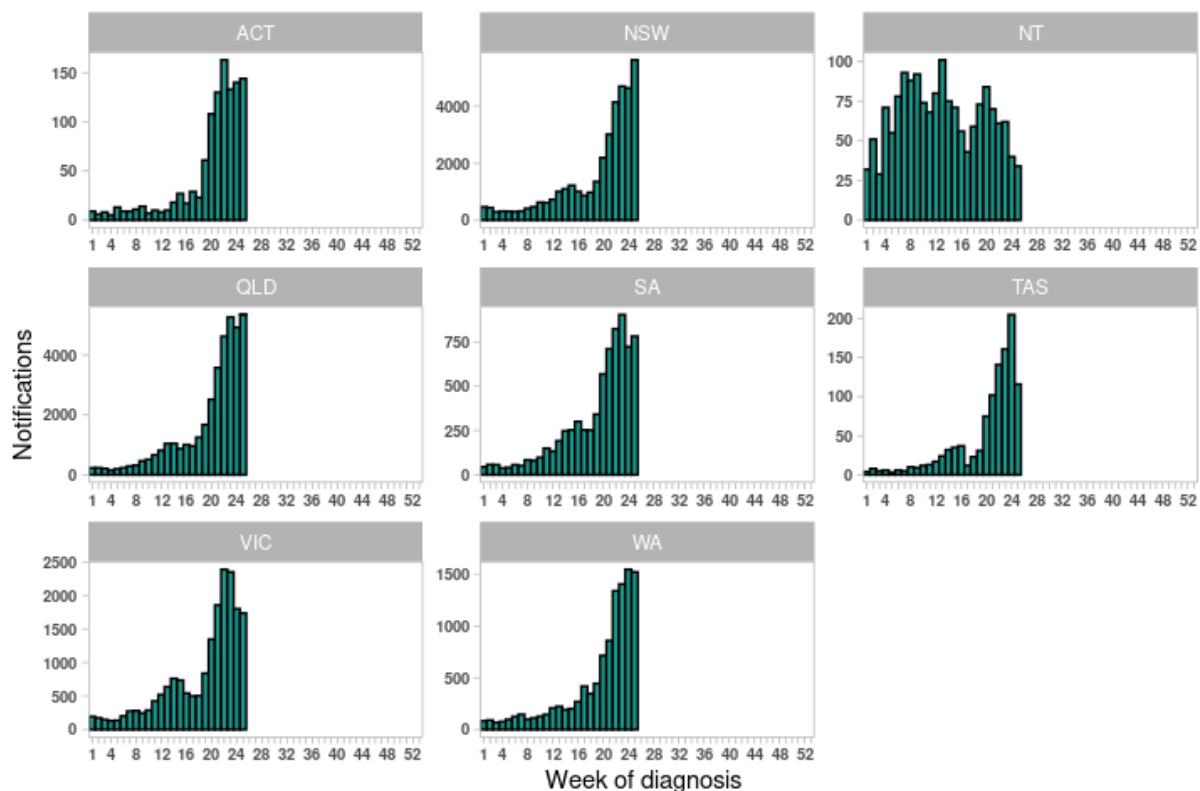 ACT NSW NT
150 100 50 0
4000 2000 0
100 75 50 25 0
1 4 8 12 16 20 24 28 32 36 40 44 48 52
1 4 8 12 16 20 24 28 32 36 40 44 48 52
1 4 8 12 16 20 24 28 32 36 40 44 48 52
QLD SA TAS
Notifications
4000 2000 0
750 500 250 0
200 150 100 50 0
1 4 8 12 16 20 24 28 32 36 40 44 48 52
1 4 8 12 16 20 24 28 32 36 40 44 48 52
1 4 8 12 16 20 24 28 32 36 40 44 48 52
VIC WA
2500 2000 1500 1000 500 0
1500 1000 500 0
1 4 8 12 16 20 24 28 32 36 40 44 48 52
1 4 8 12 16 20 24 28 32 36 40 44 48 52
Week of diagnosis